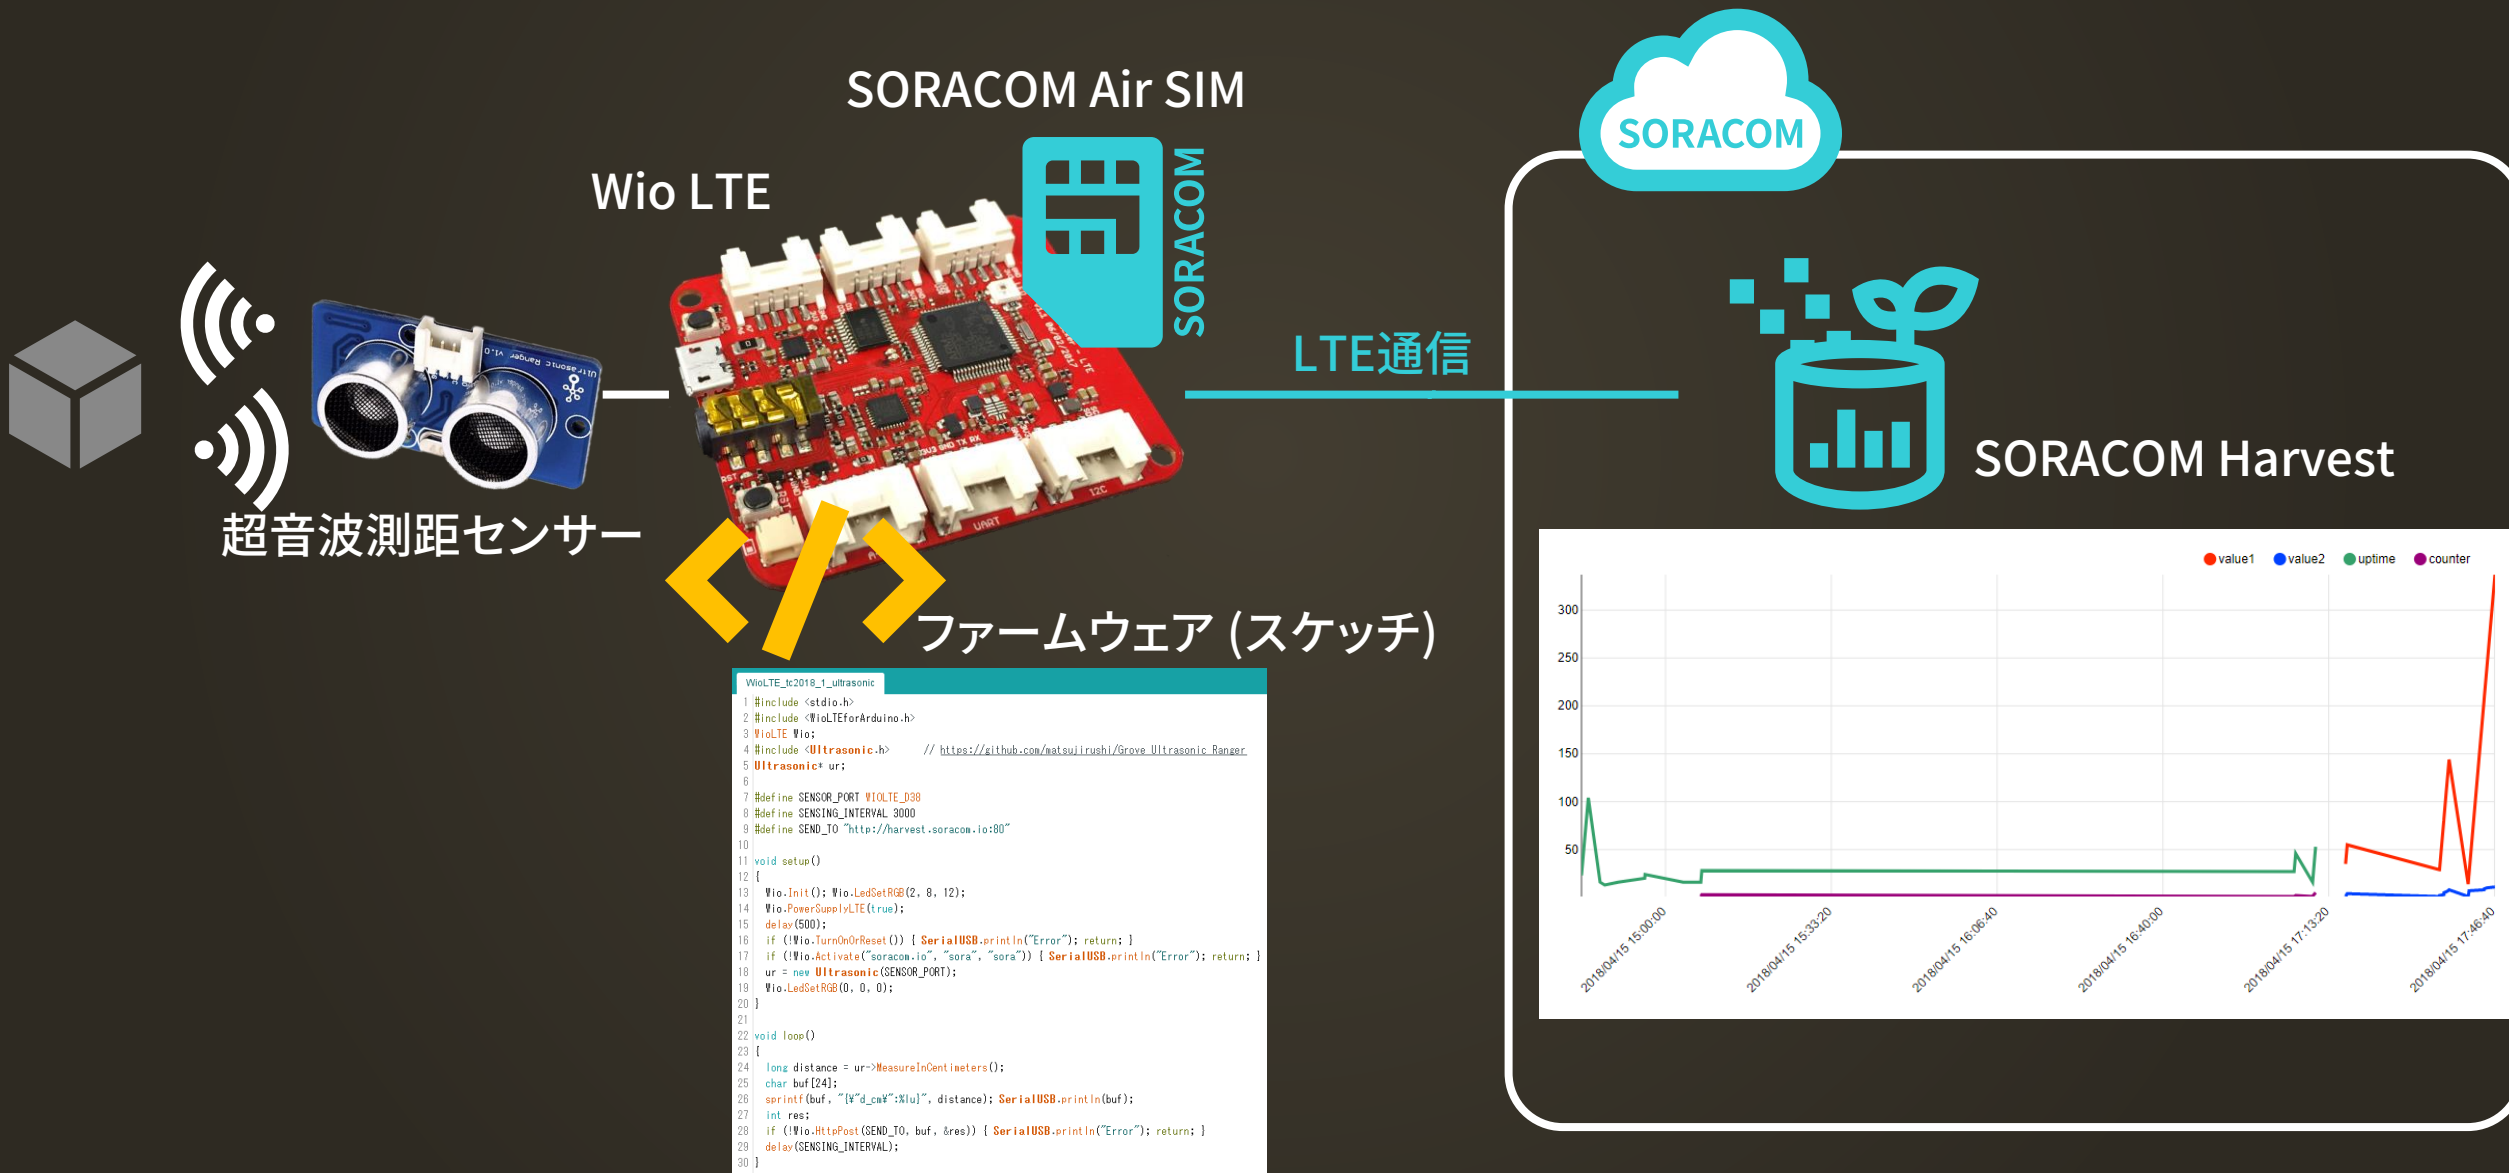 SORACOM Air SIM
SORACOM
Wio LTE
SORACOM
LTE通信
SORACOM Harvest
超音波測距センサー
Ultrasonic Ranger v1.0
UART
I2C
ファームウェア (スケッチ)
WioLTE_tc2018_1_ultrasonic
1 #include <stdio.h>
2 #include <WioLTEforArduino.h>
3 WioLTE Wio;
4 #include <Ultrasonic.h> // https://github.com/matsujirushi/Grove_Ultrasonic_Ranger
5 Ultrasonic* ur;
6
7 #define SENSOR_PORT WIOLTE_D38
8 #define SENSING_INTERVAL 3000
9 #define SEND_TO "http://harvest.soracom.io:80"
10
11 void setup()
12 {
13 Wio.Init(); Wio.LedSetRGB(2, 8, 12);
14 Wio.PowerSupplyLTE(true);
15 delay(500);
16 if (!Wio.TurnOnOrReset()) { SerialUSB.println("Error"); return; }
17 if (!Wio.Activate("soracom.io", "sora", "sora")) { SerialUSB.println("Error"); return; }
18 ur = new Ultrasonic(SENSOR_PORT);
19 Wio.LedSetRGB(0, 0, 0);
20 }
21
22 void loop()
23 {
24 long distance = ur->MeasureInCentimeters();
25 char buf[24];
26 sprintf(buf, "{¥"d_cm¥":%lu}", distance); SerialUSB.println(buf);
27 int res;
28 if (!Wio.HttpPost(SEND_TO, buf, &res)) { SerialUSB.println("Error"); return; }
29 delay(SENSING_INTERVAL);
30 }
value1 value2 uptime counter
300
250
200
150
100
50
2018/04/15 15:00:00
2018/04/15 15:33:20
2018/04/15 16:06:40
2018/04/15 16:40:00
2018/04/15 17:13:20
2018/04/15 17:46:40